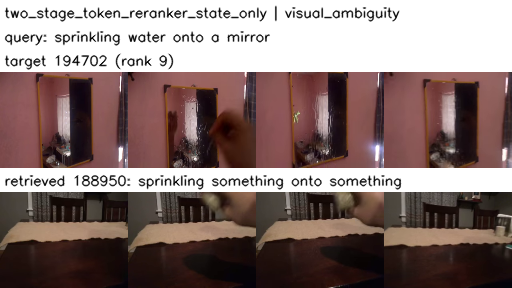 two_stage_token_reranker_state_only | visual_ambiguity
query: sprinkling water onto a mirror
target 194702 (rank 9)
retrieved 188950: sprinkling something onto something